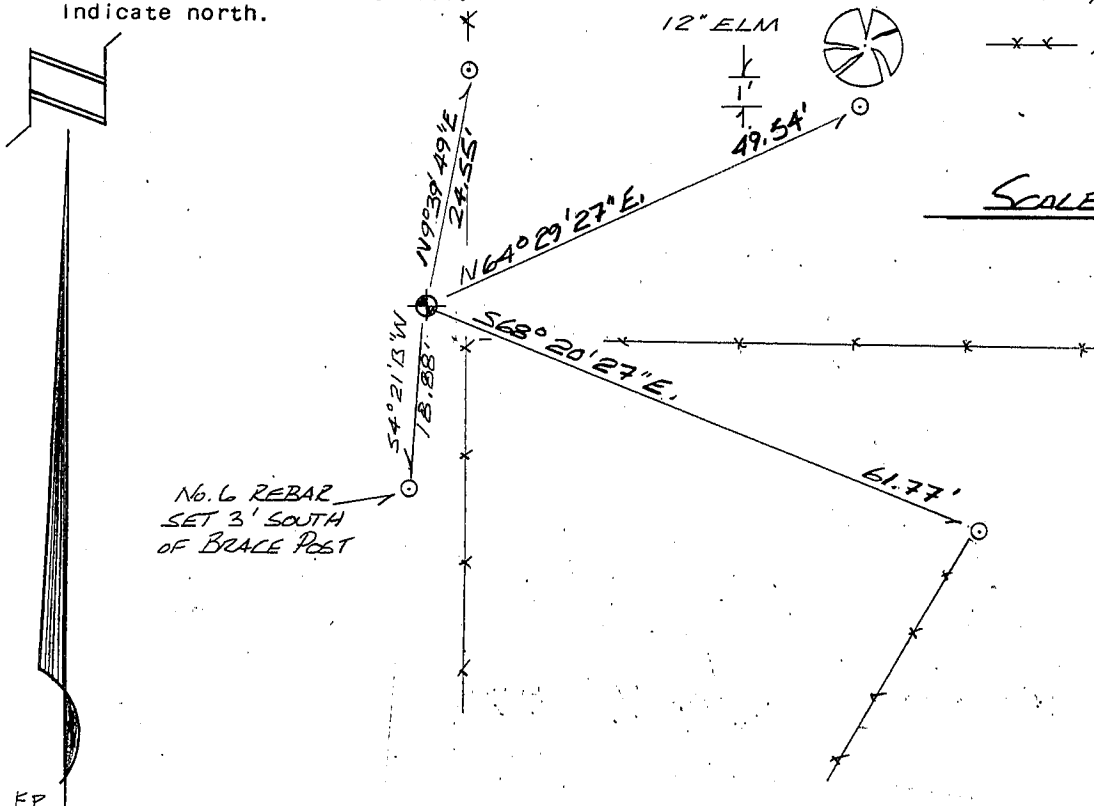 indicate north.
12" ELM
1'
N9°39'49"E
24.55'
49.54'
SCALE
N64°29'27"E.
S68°20'27"E.
S4°21'13"W
18.88'
61.77'
No. 6 REBAR
SET 3' SOUTH
OF BRACE POST